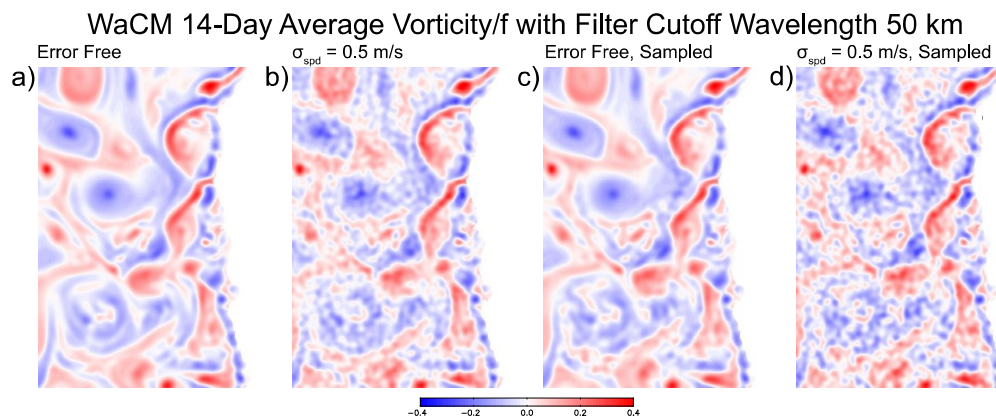 WaCM 14-Day Average Vorticity/f with Filter Cutoff Wavelength 50 km
Error Free
σspd = 0.5 m/s
Error Free, Sampled
σspd = 0.5 m/s, Sampled
a)
b)
c)
d)
−0.4 −0.2 0.0 0.2 0.4